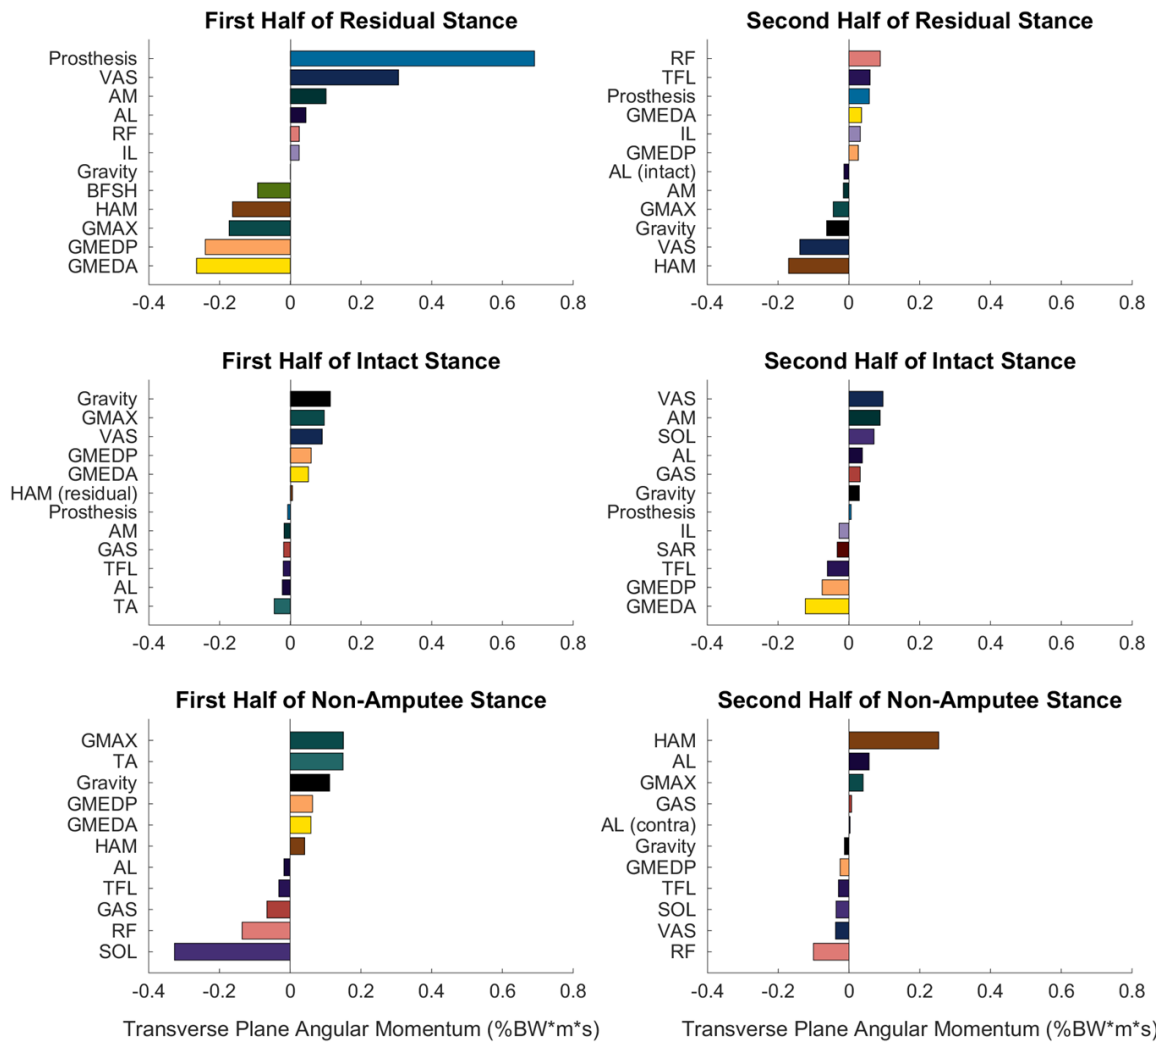 First Half of Residual Stance
Prosthesis
VAS
AM
AL
RF
IL
Gravity
BFSH
HAM
GMAX
GMEDP
GMEDA
-0.4 -0.2 0 0.2 0.4 0.6 0.8
Second Half of Residual Stance
RF
TFL
Prosthesis
GMEDA
IL
GMEDP
AL (intact)
AM
GMAX
Gravity
VAS
HAM
-0.4 -0.2 0 0.2 0.4 0.6 0.8
First Half of Intact Stance
Gravity
GMAX
VAS
GMEDP
GMEDA
HAM (residual)
Prosthesis
AM
GAS
TFL
AL
TA
-0.4 -0.2 0 0.2 0.4 0.6 0.8
Second Half of Intact Stance
VAS
AM
SOL
AL
GAS
Gravity
Prosthesis
IL
SAR
TFL
GMEDP
GMEDA
-0.4 -0.2 0 0.2 0.4 0.6 0.8
First Half of Non-Amputee Stance
GMAX
TA
Gravity
GMEDP
GMEDA
HAM
AL
TFL
GAS
RF
SOL
-0.4 -0.2 0 0.2 0.4 0.6 0.8
Transverse Plane Angular Momentum (%BW*m*s)
Second Half of Non-Amputee Stance
HAM
AL
GMAX
GAS
AL (contra)
Gravity
GMEDP
TFL
SOL
VAS
RF
-0.4 -0.2 0 0.2 0.4 0.6 0.8
Transverse Plane Angular Momentum (%BW*m*s)